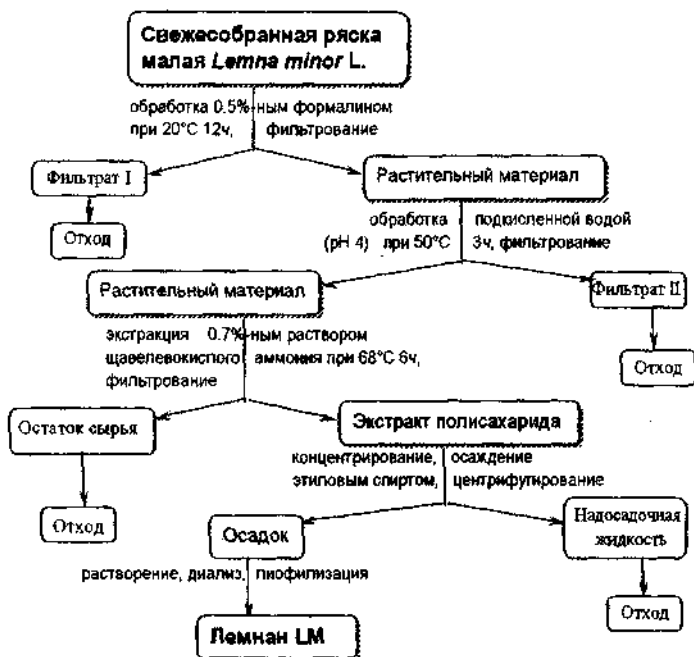 Свежесобранная ряска
малая Lemna minor L.
обработка 0.5%-ным формалином
при 20°С 12ч, фильтрование
Фильтрат I
Растительный материал
Отход
обработка подкисленной водой
(рН 4) при 50°С 3ч, фильтрование
Растительный материал
Фильтрат II
экстракция 0.7%-ным раствором
щавелевокислого аммония при 68°С 6ч,
фильтрование
Отход
Остаток сырья
Экстракт полисахарида
концентрирование, осаждение
этиловым спиртом, центрифугирование
Отход
Осадок
Надосадочная
жидкость
растворение, диализ, лиофилизация
Лемнан LM
Отход